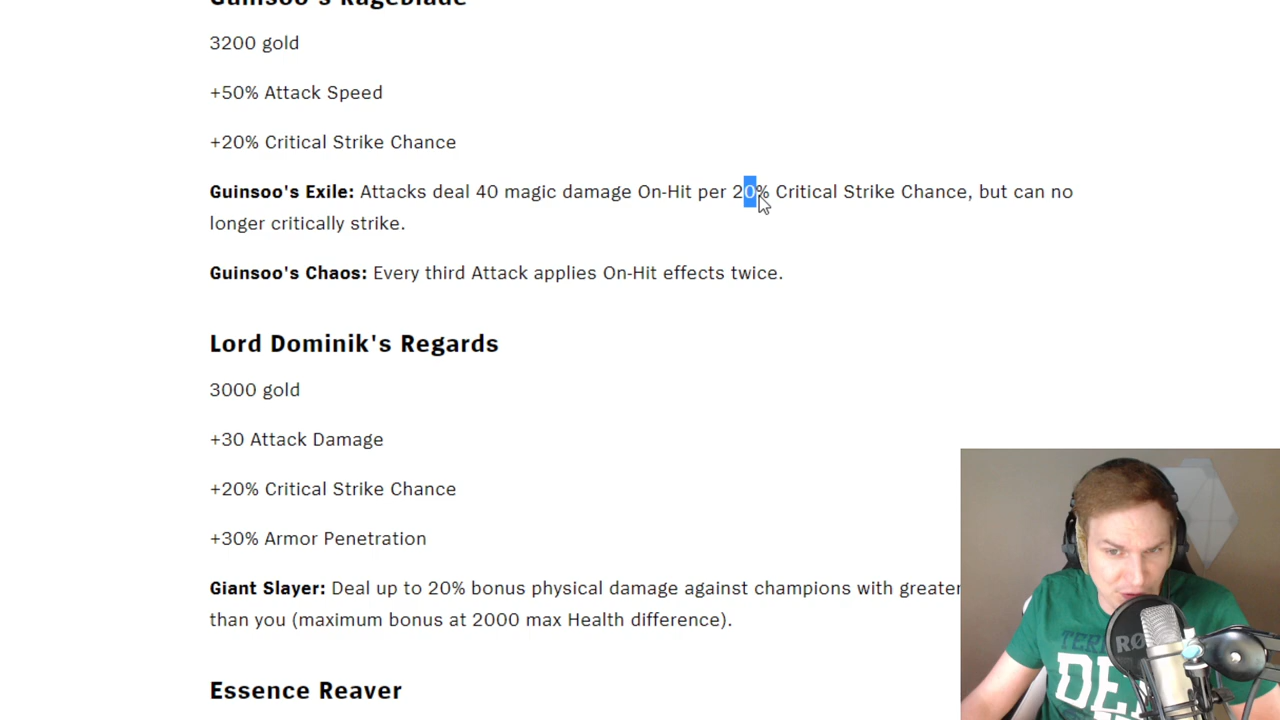 Guinsoo's Rageblade
3200 gold
+50% Attack Speed
+20% Critical Strike Chance
Guinsoo's Exile: Attacks deal 40 magic damage On-Hit per 20% Critical Strike Chance, but can no
longer critically strike.
Guinsoo's Chaos: Every third Attack applies On-Hit effects twice.
Lord Dominik's Regards
3000 gold
+30 Attack Damage
+20% Critical Strike Chance
+30% Armor Penetration
Giant Slayer: Deal up to 20% bonus physical damage against champions with greater
than you (maximum bonus at 2000 max Health difference).
Essence Reaver